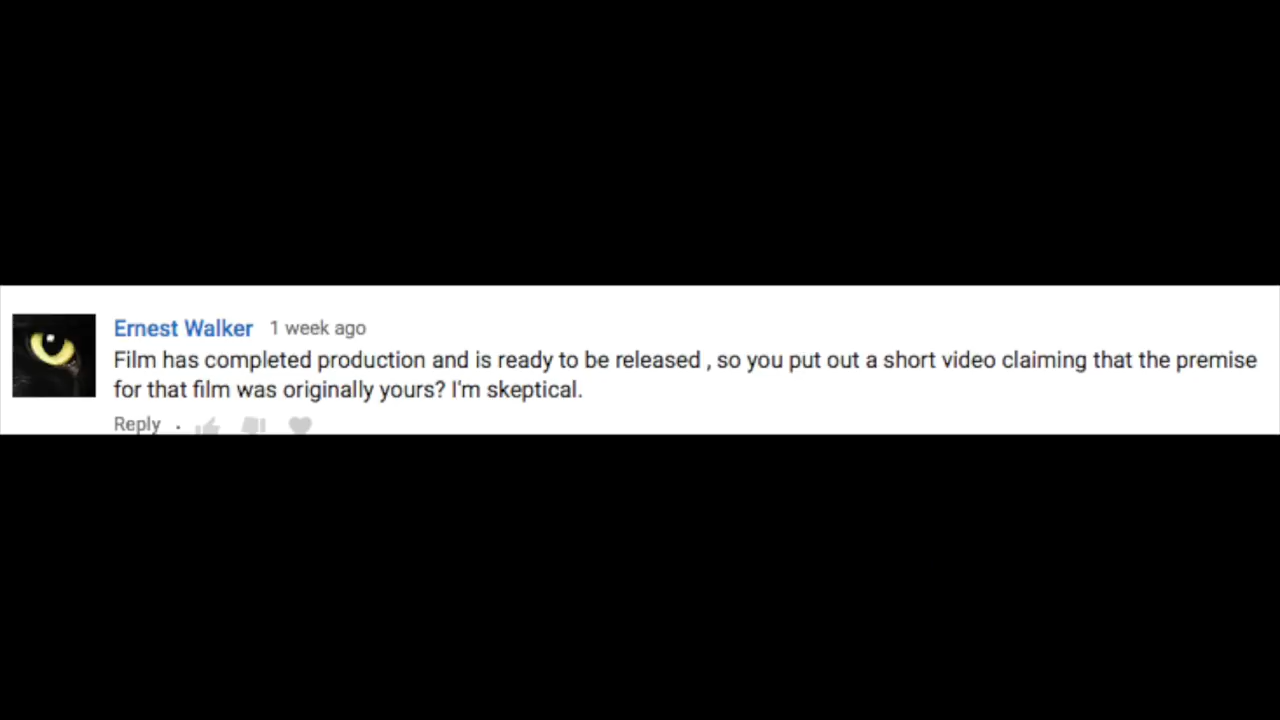 Ernest Walker 1 week ago
Film has completed production and is ready to be released , so you put out a short video claiming that the premise
for that film was originally yours? I'm skeptical.
Reply